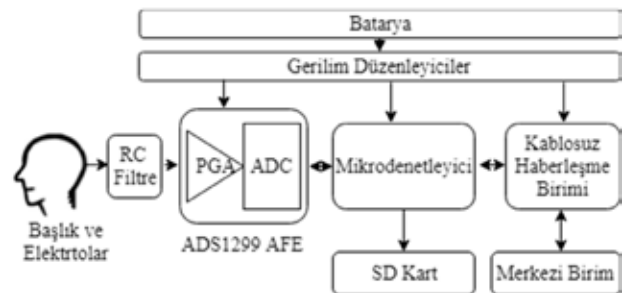 Batarya
Gerilim Düzenleyiciler
RC
Filtre
PGA
ADC
Mikrodenetleyici
Kablosuz
Haberleşme
Birimi
Başlık ve
Elektrtolar
ADS1299 AFE
SD Kart
Merkezi Birim